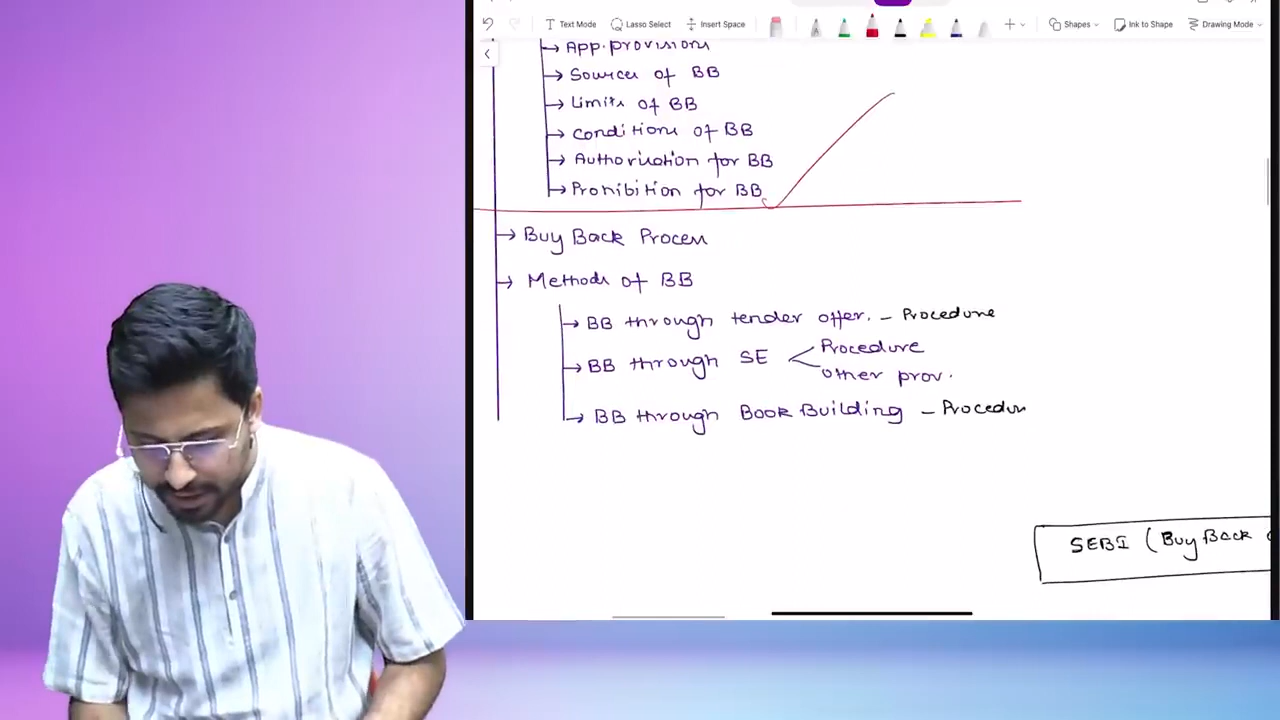 Text Mode Lasso Select Insert Space Shapes Ink to Shape Drawing Mode
App. provisions
Sources of BB
Limits of BB
Conditions of BB
Authorisation for BB
Prohibition for BB
Buy Back Process
Methods of BB
BB through tender offer. - Procedure
BB through SE
Procedure
other prov.
BB through Book Building - Procedur
SEBI (Buy Back